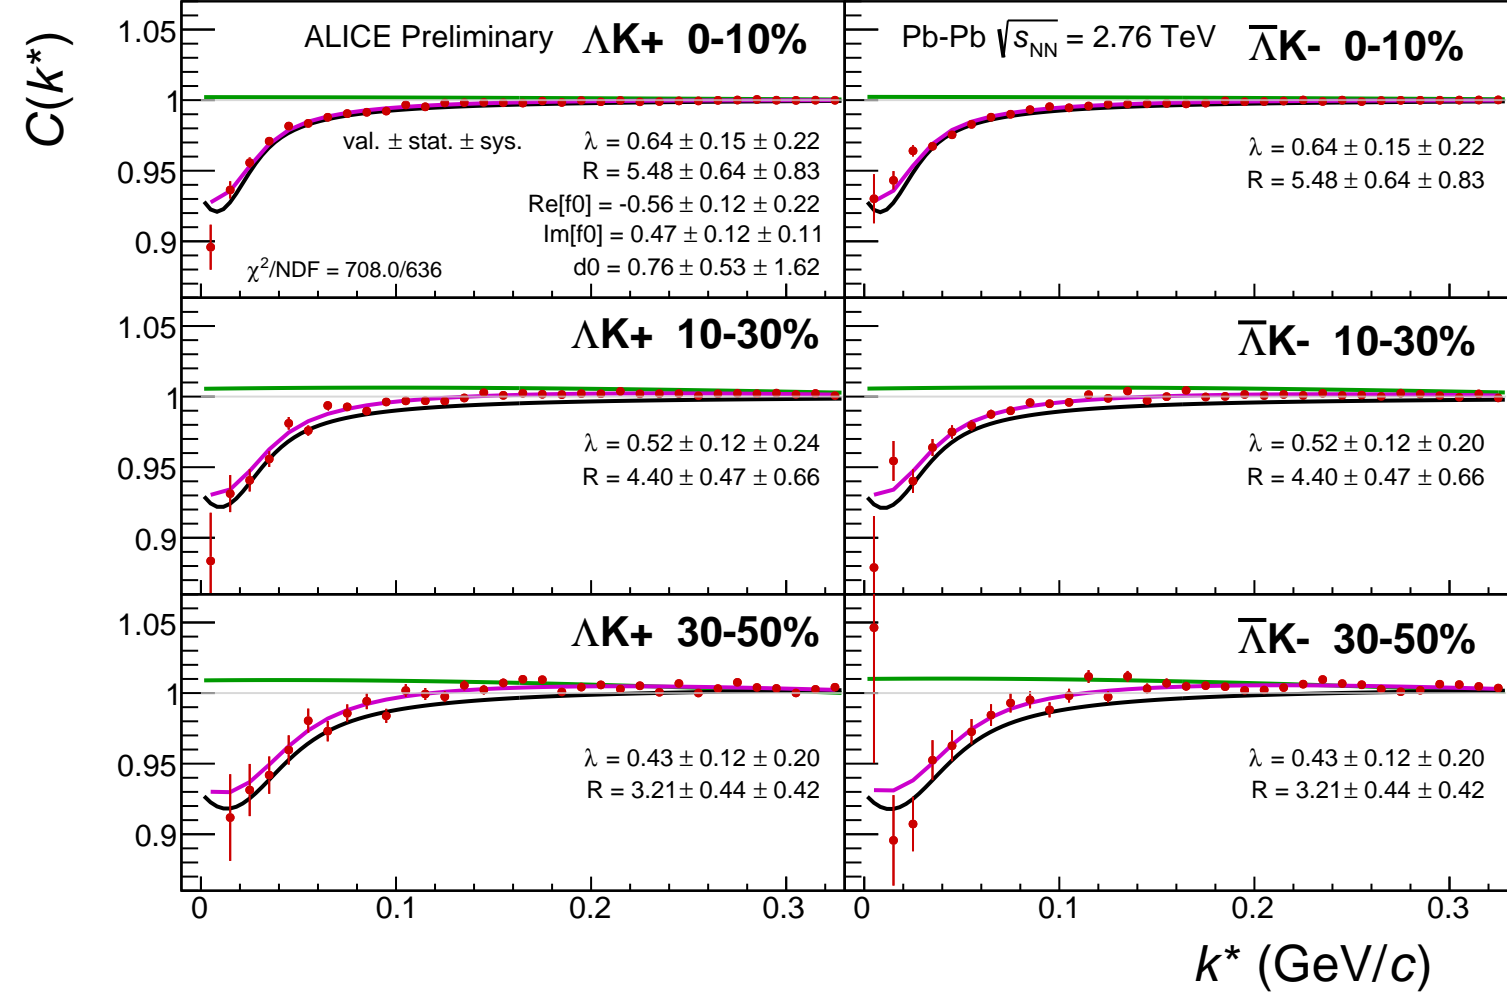 C(k*)
ALICE Preliminary ΛK+ 0-10%
1.05
1
0.95
0.9
val. ± stat. ± sys.
λ = 0.64 ± 0.15 ± 0.22
R = 5.48 ± 0.64 ± 0.83
Re[f0] = -0.56 ± 0.12 ± 0.22
Im[f0] = 0.47 ± 0.12 ± 0.11
d0 = 0.76 ± 0.53 ± 1.62
χ²/NDF = 708.0/636
Pb-Pb √s_NN = 2.76 TeV Λ̅K- 0-10%
λ = 0.64 ± 0.15 ± 0.22
R = 5.48 ± 0.64 ± 0.83
ΛK+ 10-30%
1.05
1
0.95
0.9
λ = 0.52 ± 0.12 ± 0.24
R = 4.40 ± 0.47 ± 0.66
Λ̅K- 10-30%
λ = 0.52 ± 0.12 ± 0.20
R = 4.40 ± 0.47 ± 0.66
ΛK+ 30-50%
1.05
1
0.95
0.9
λ = 0.43 ± 0.12 ± 0.20
R = 3.21 ± 0.44 ± 0.42
Λ̅K- 30-50%
λ = 0.43 ± 0.12 ± 0.20
R = 3.21 ± 0.44 ± 0.42
0 0.1 0.2 0.3
0 0.1 0.2 0.3
k* (GeV/c)